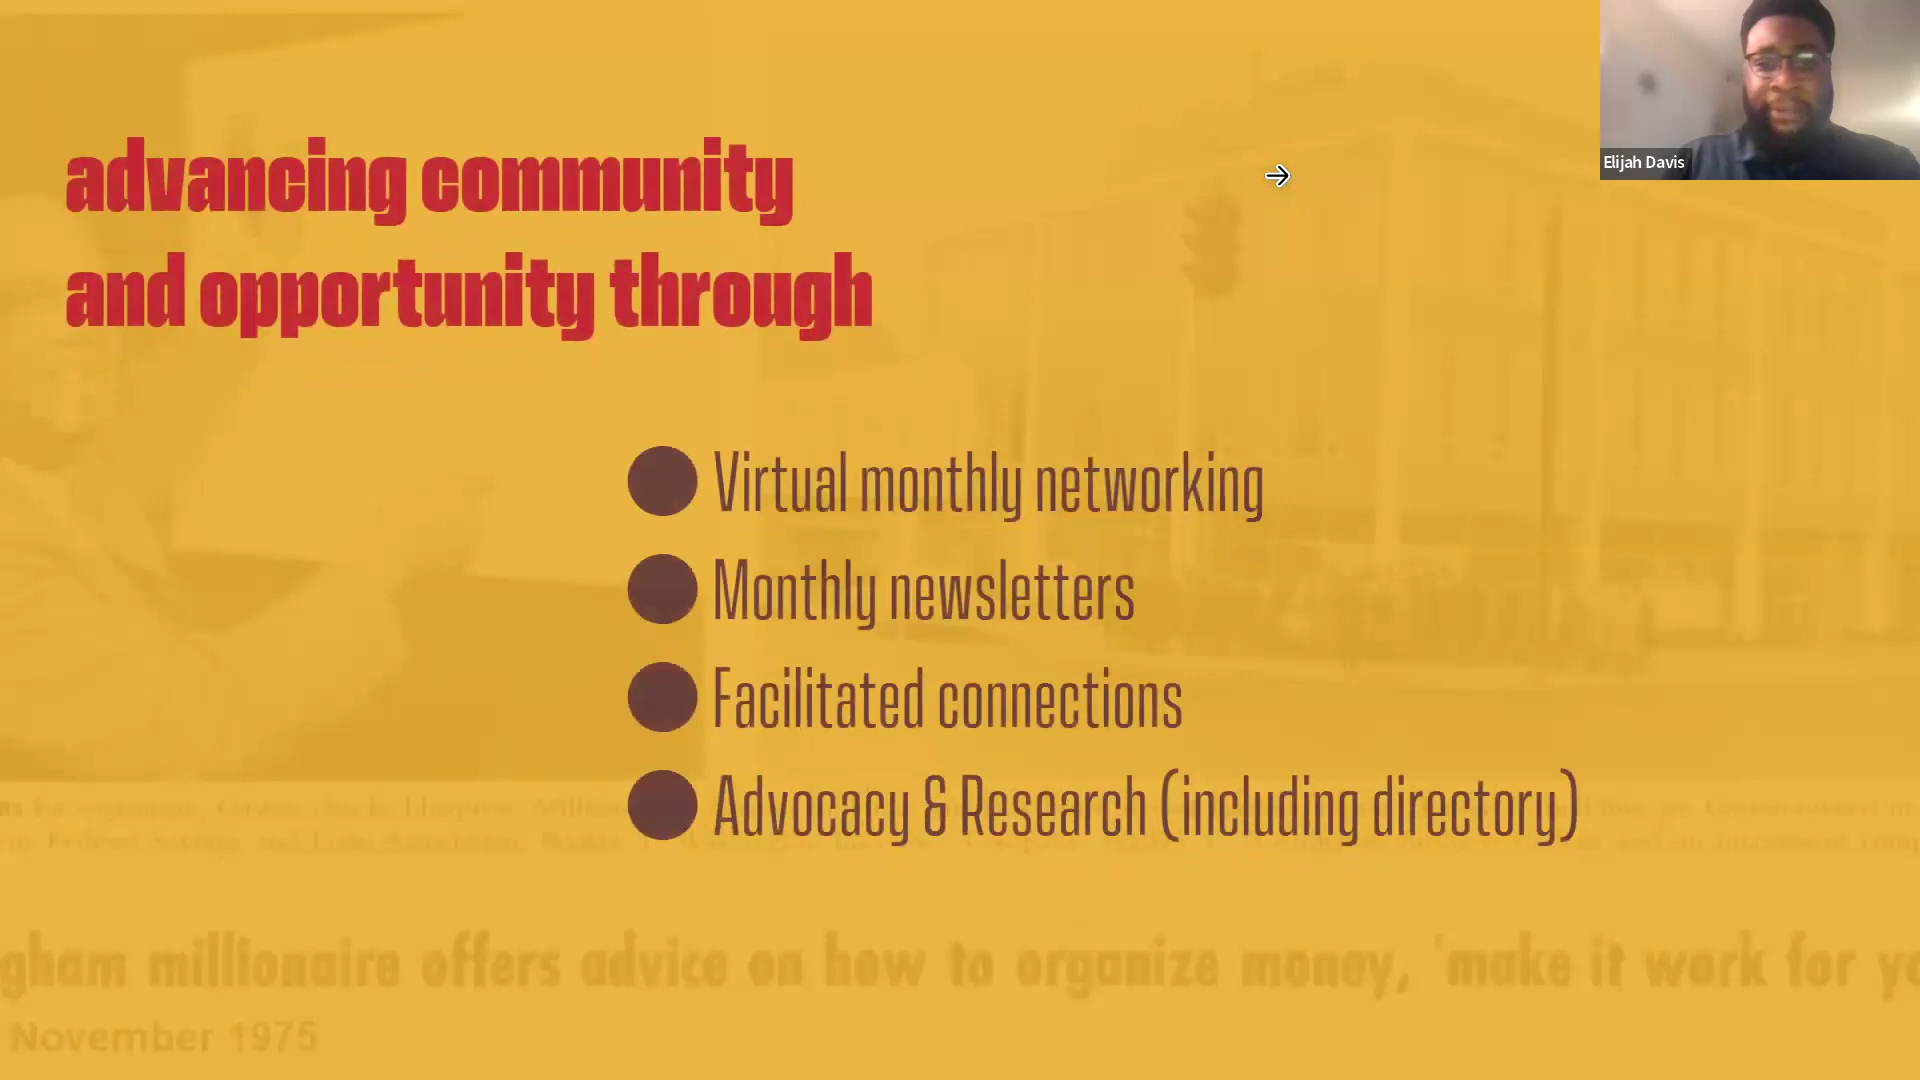 advancing community
and opportunity through
Elijah Davis
Virtual monthly networking
Monthly newsletters
Facilitated connections
Advocacy & Research (including directory)
gham millionaire offers advice on how to organize money, 'make it work for yo
November 1975